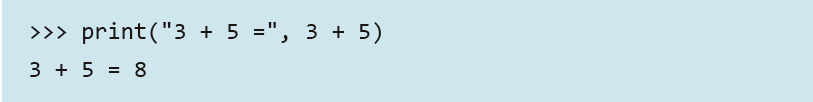 >>> print("3 + 5 =", 3 + 5)
3 + 5 = 8